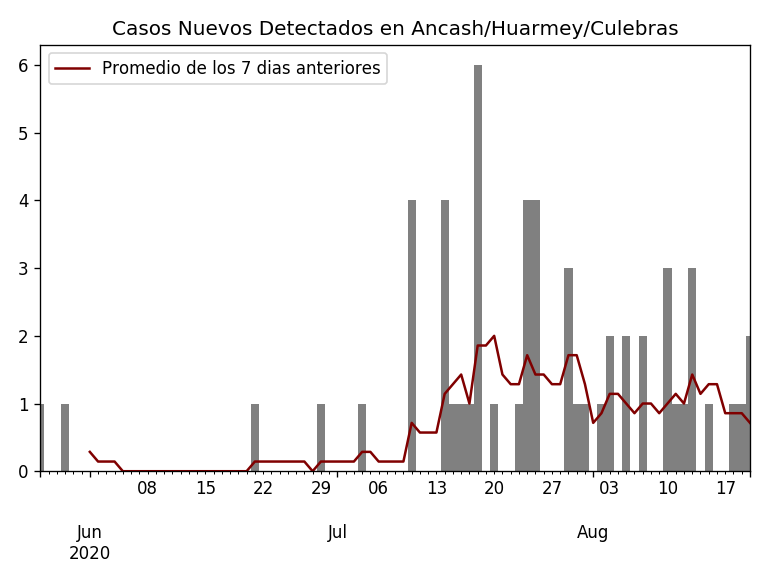 Casos Nuevos Detectados en Ancash/Huarmey/Culebras
Promedio de los 7 dias anteriores
6
5
4
3
2
1
0
08 15 22 29 06 13 20 27 03 10 17
Jun Jul Aug
2020